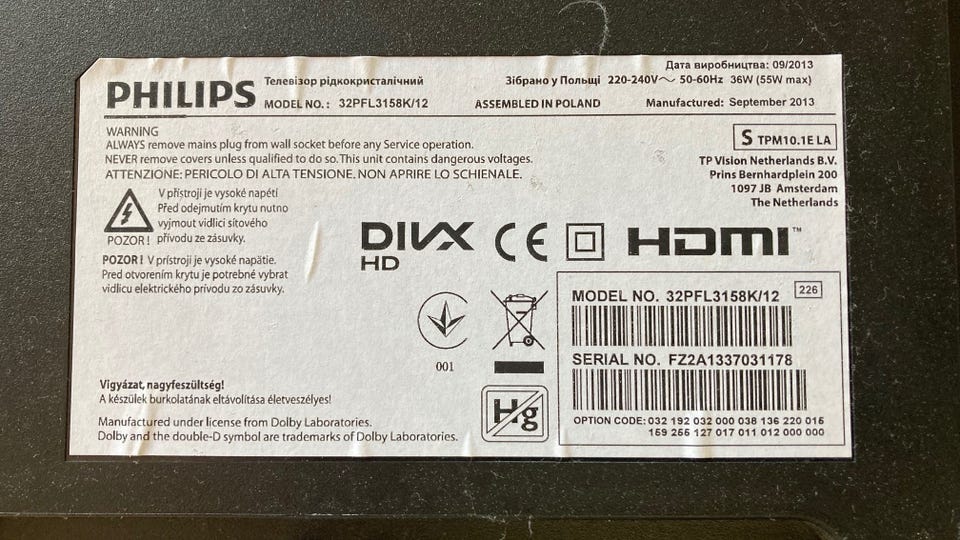 Дата виробництва: 09/2013
PHILIPS
Телевізор рідкокристалічний
Зібрано у Польщі 220-240V～ 50-60Hz 36W (55W max)
MODEL NO.: 32PFL3158K/12
ASSEMBLED IN POLAND
Manufactured: September 2013
WARNING
ALWAYS remove mains plug from wall socket before any Service operation.
NEVER remove covers unless qualified to do so. This unit contains dangerous voltages.
ATTENZIONE: PERICOLO DI ALTA TENSIONE. NON APRIRE LO SCHIENALE.
S TPM10.1E LA
TP Vision Netherlands B.V.
Prins Bernhardplein 200
1097 JB Amsterdam
The Netherlands
V přístroji je vysoké napětí
Před odejmutím krytu nutno
vyjmout vidlici sítového
POZOR! přívodu ze zásuvky.
POZOR! V prístroji je vysoké napätie.
Pred otvorením krytu je potrebné vybrat
vidlicu elektrického prívodu zo zásuvky.
DIVX
HD
CE
HDMI™
001
Hg
MODEL NO. 32PFL3158K/12 226
SERIAL NO. FZ2A1337031178
OPTION CODE: 032 192 032 000 038 136 220 015
159 255 127 017 011 012 000 000
Vigyázat, nagyfeszültség!
A készülek burkolatának eltávolítása életveszélyes!
Manufactured under license from Dolby Laboratories.
Dolby and the double-D symbol are trademarks of Dolby Laboratories.